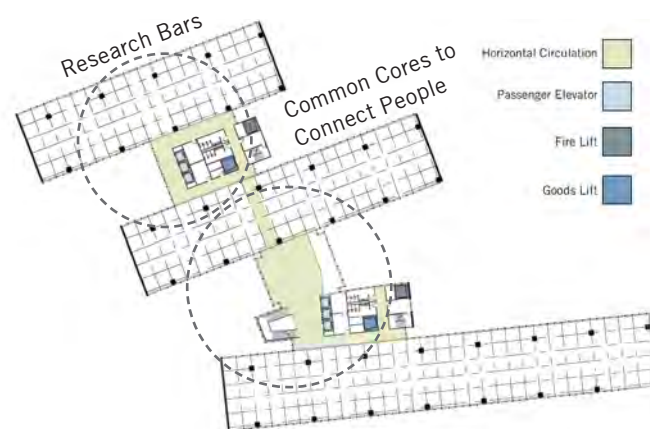 Research Bars
Common Cores to
Connect People
Horizontal Circulation
Passenger Elevator
Fire Lift
Goods Lift